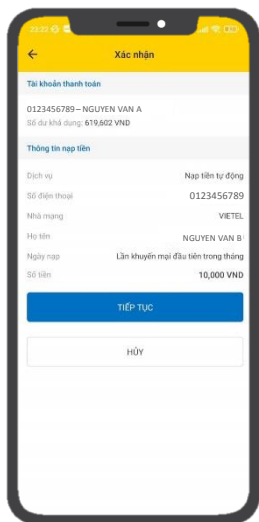 23:22
Xác nhận
Tài khoản thanh toán
0123456789 – NGUYEN VAN A
Số dư khả dụng: 619,602 VND
Thông tin nạp tiền
Dịch vụ Nạp tiền tự động
Số điện thoại 0123456789
Nhà mạng VIETEL
Họ tên NGUYEN VAN B
Ngày nạp Lần khuyến mại đầu tiên trong tháng
Số tiền 10,000 VND
TIẾP TỤC
HỦY